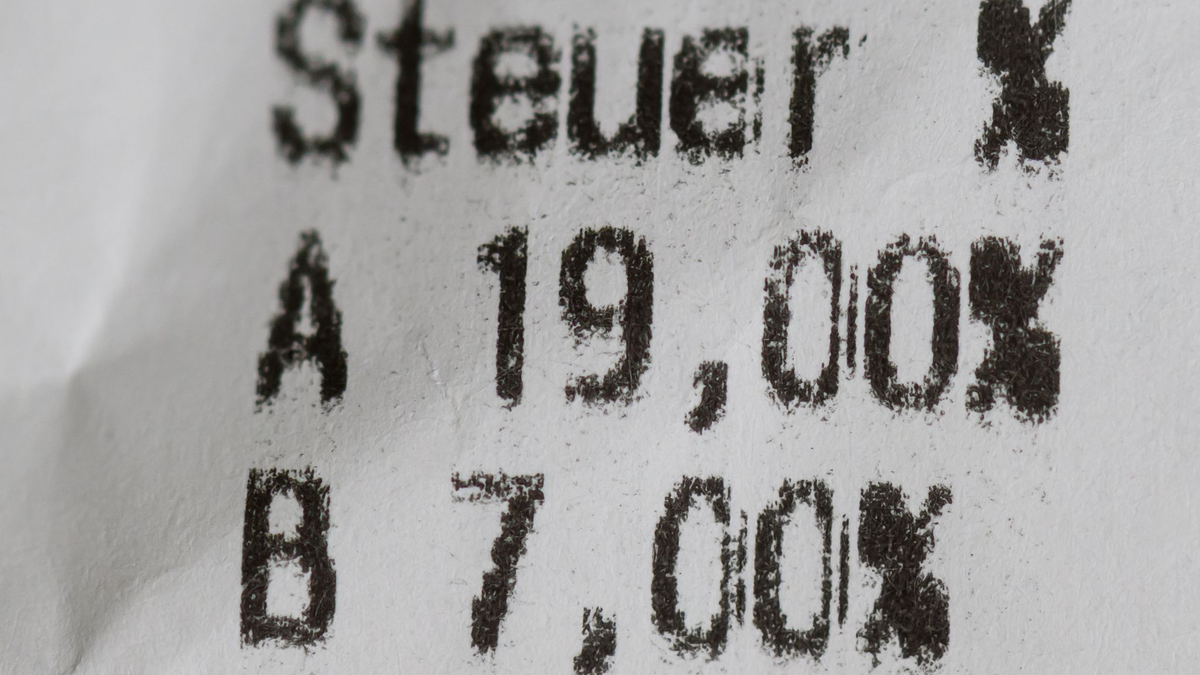 Steuer %
A 19,00%
B 7,00%